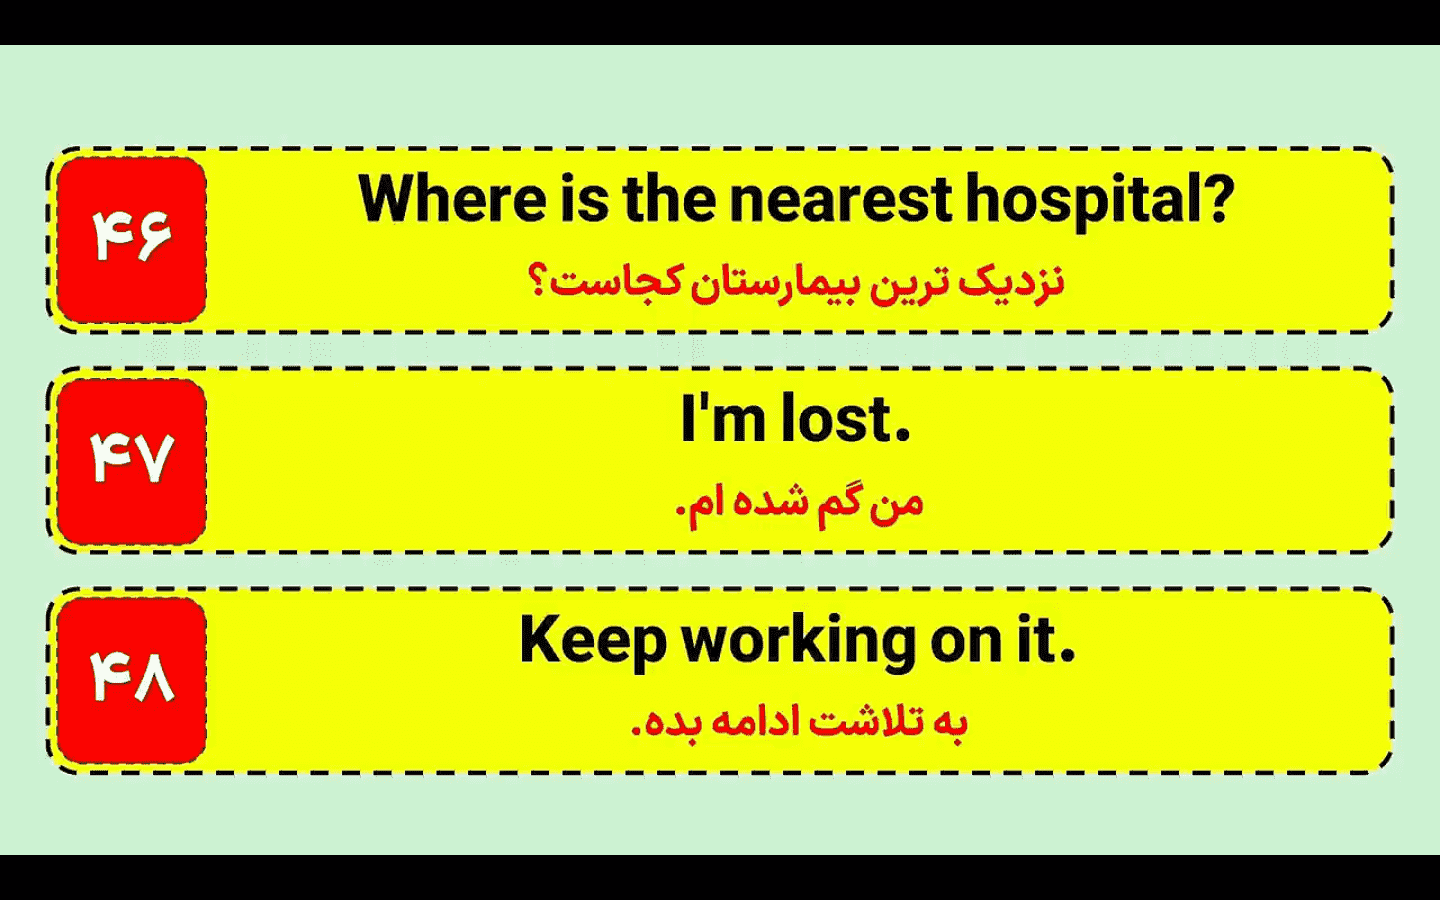 ۴۶
Where is the nearest hospital?
نزدیک ترین بیمارستان کجاست؟
۴۷
I'm lost.
من گم شده ام.
۴۸
Keep working on it.
به تلاشت ادامه بده.